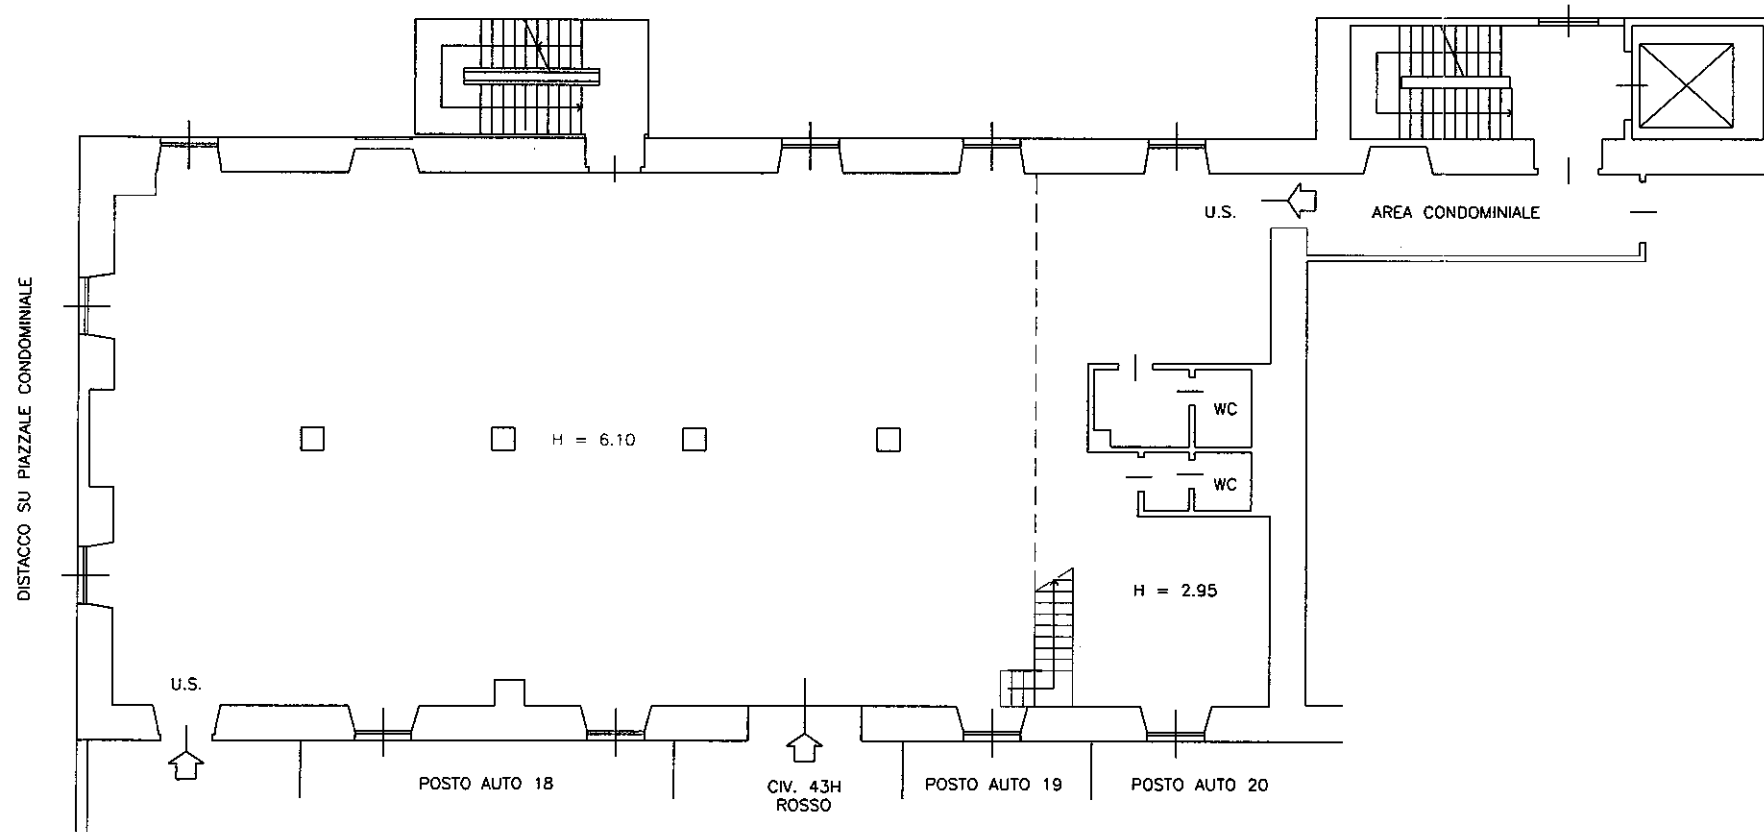 U.S.
AREA CONDOMINIALE
DISTACCO SU PIAZZALE CONDOMINIALE
WC
H = 6.10
WC
H = 2.95
U.S.
POSTO AUTO 18
CIV. 43H
ROSSO
POSTO AUTO 19
POSTO AUTO 20